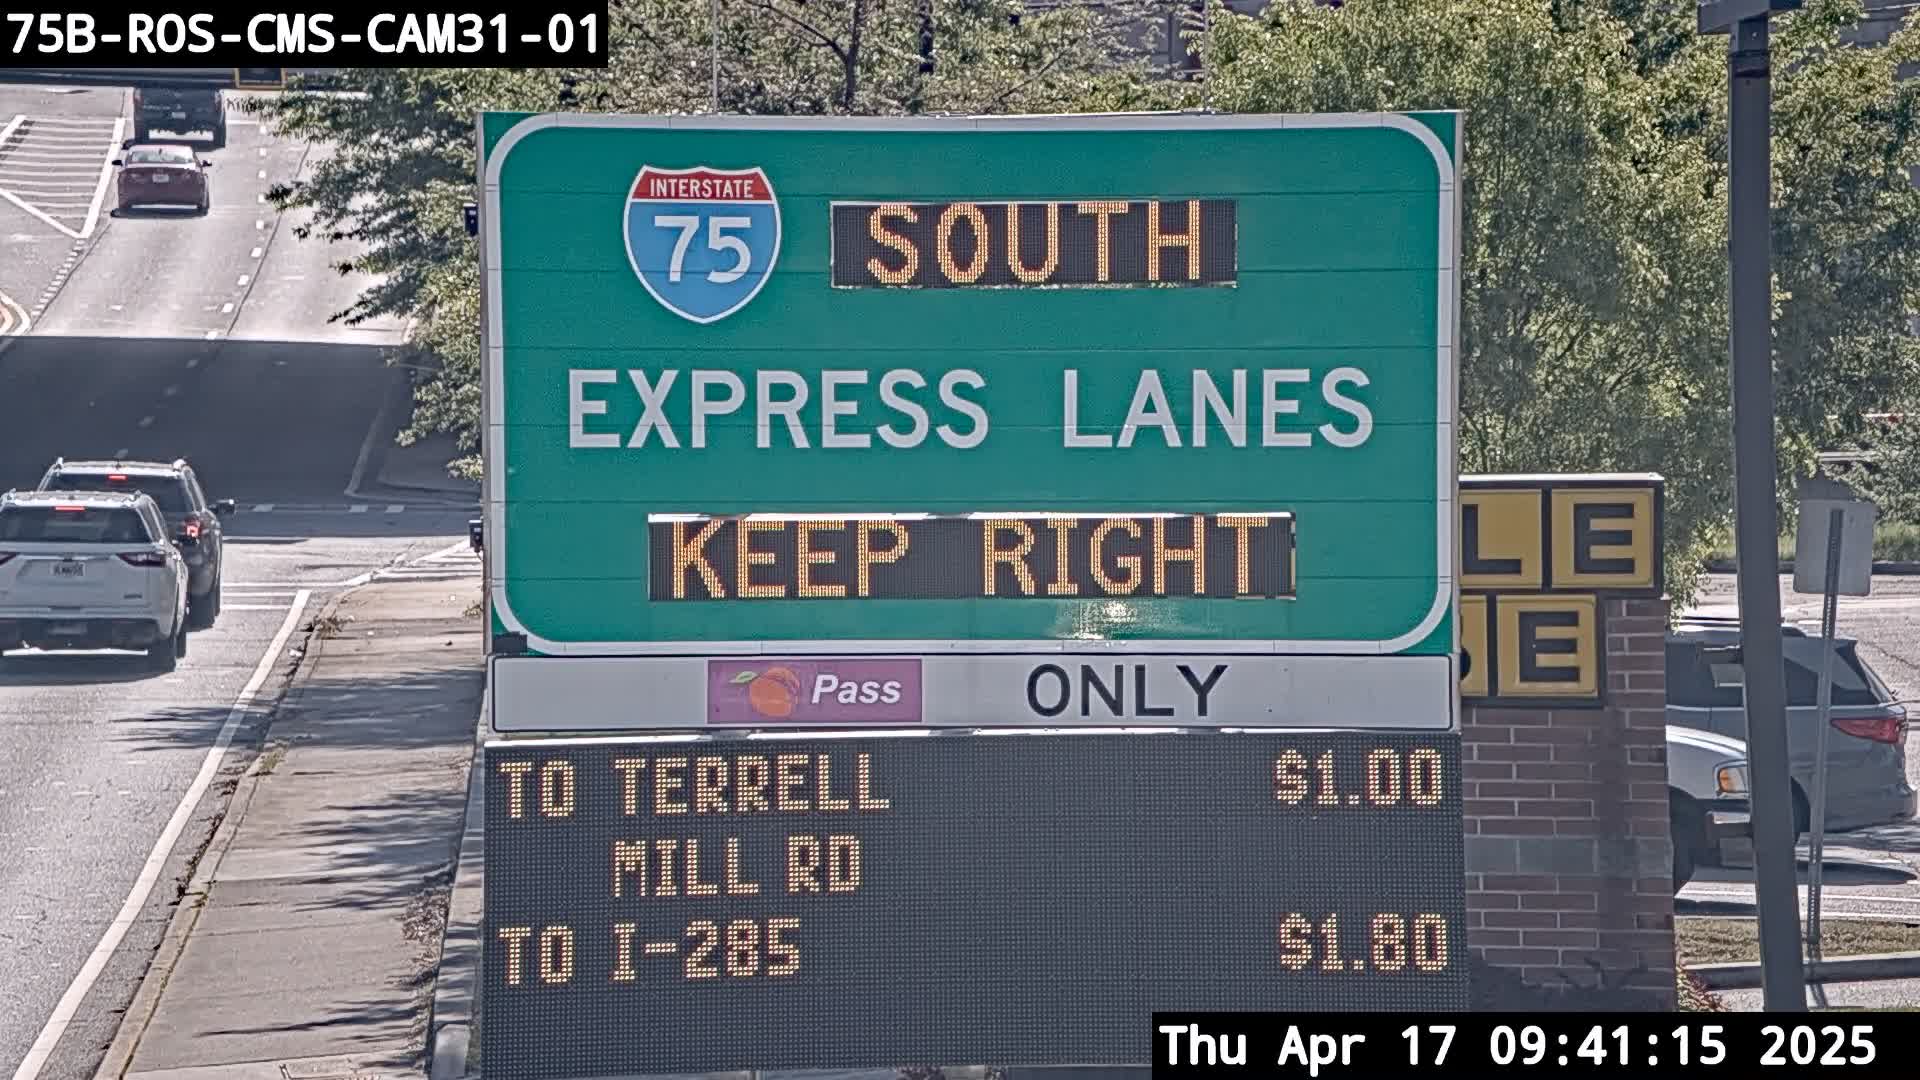 75B-ROS-CMS-CAM31-01
INTERSTATE
75
SOUTH
EXPRESS LANES
KEEP RIGHT
Pass ONLY
TO TERRELL $1.00
MILL RD
TO I-285 $1.80
LE
E
Thu Apr 17 09:41:15 2025